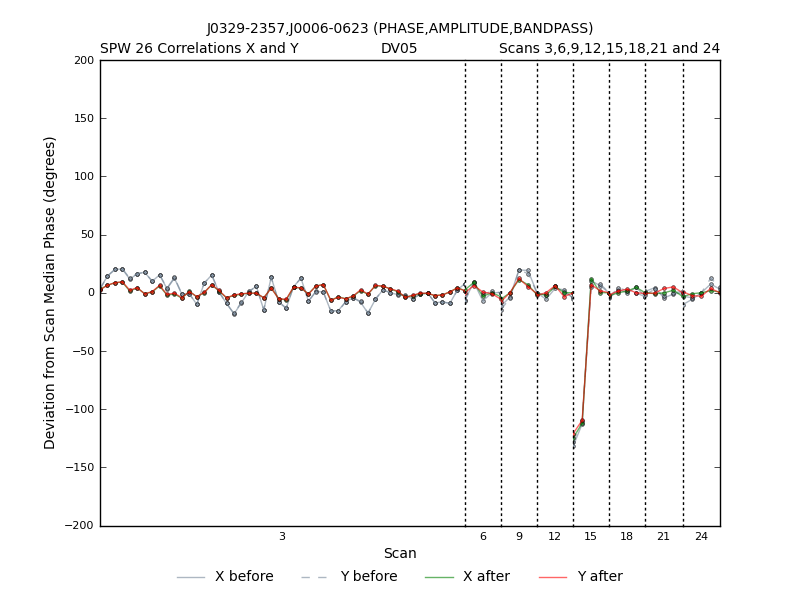 J0329-2357,J0006-0623 (PHASE,AMPLITUDE,BANDPASS)
SPW 26 Correlations X and Y DV05 Scans 3,6,9,12,15,18,21 and 24
200
150
100
50
0
−50
−100
−150
−200
Deviation from Scan Median Phase (degrees)
3 6 9 12 15 18 21 24
Scan
X before Y before X after Y after